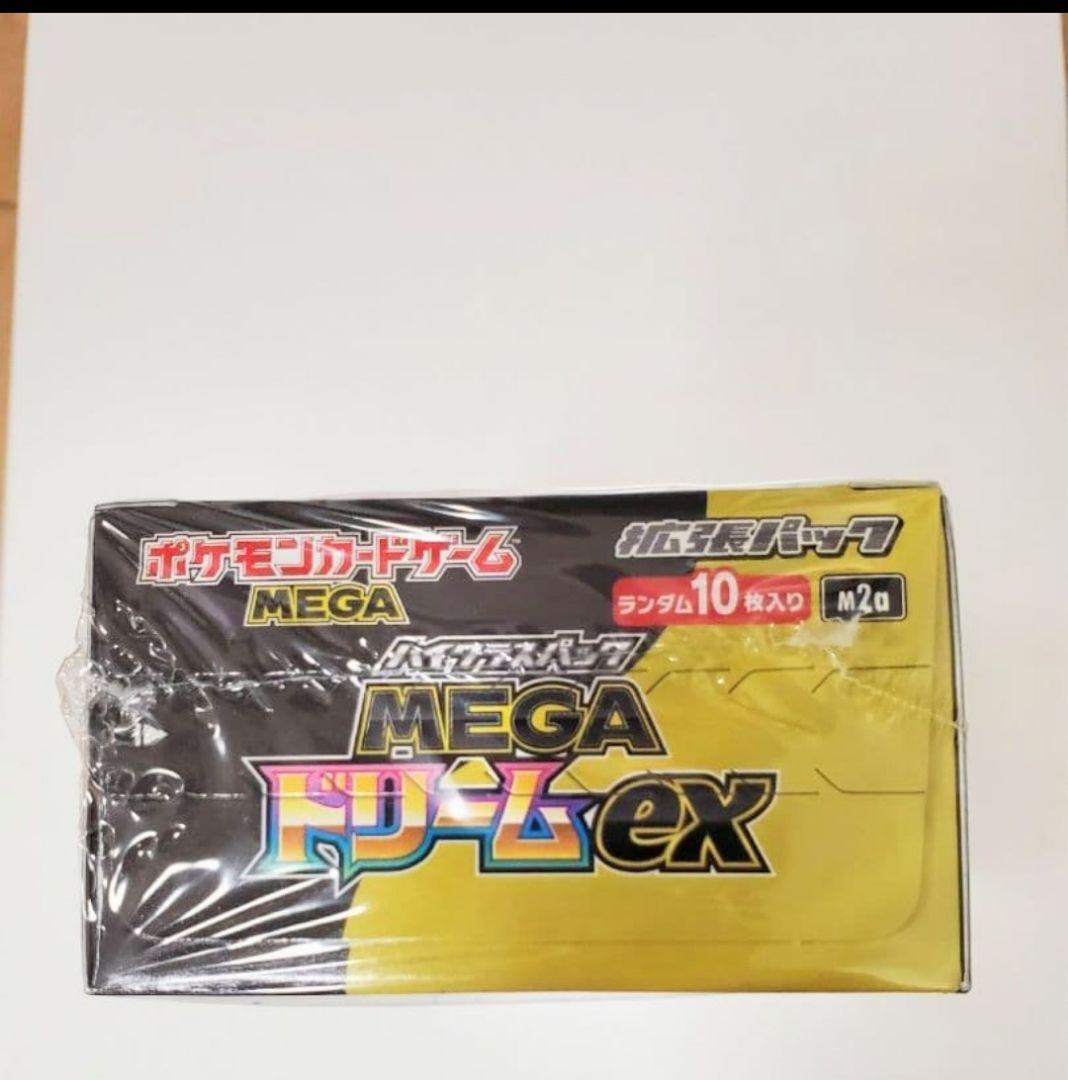 ポケモンカードゲーム
MEGA
拡張パック
ランダム10枚入り
M2a
ハイクラスパック
MEGA
ドリームex